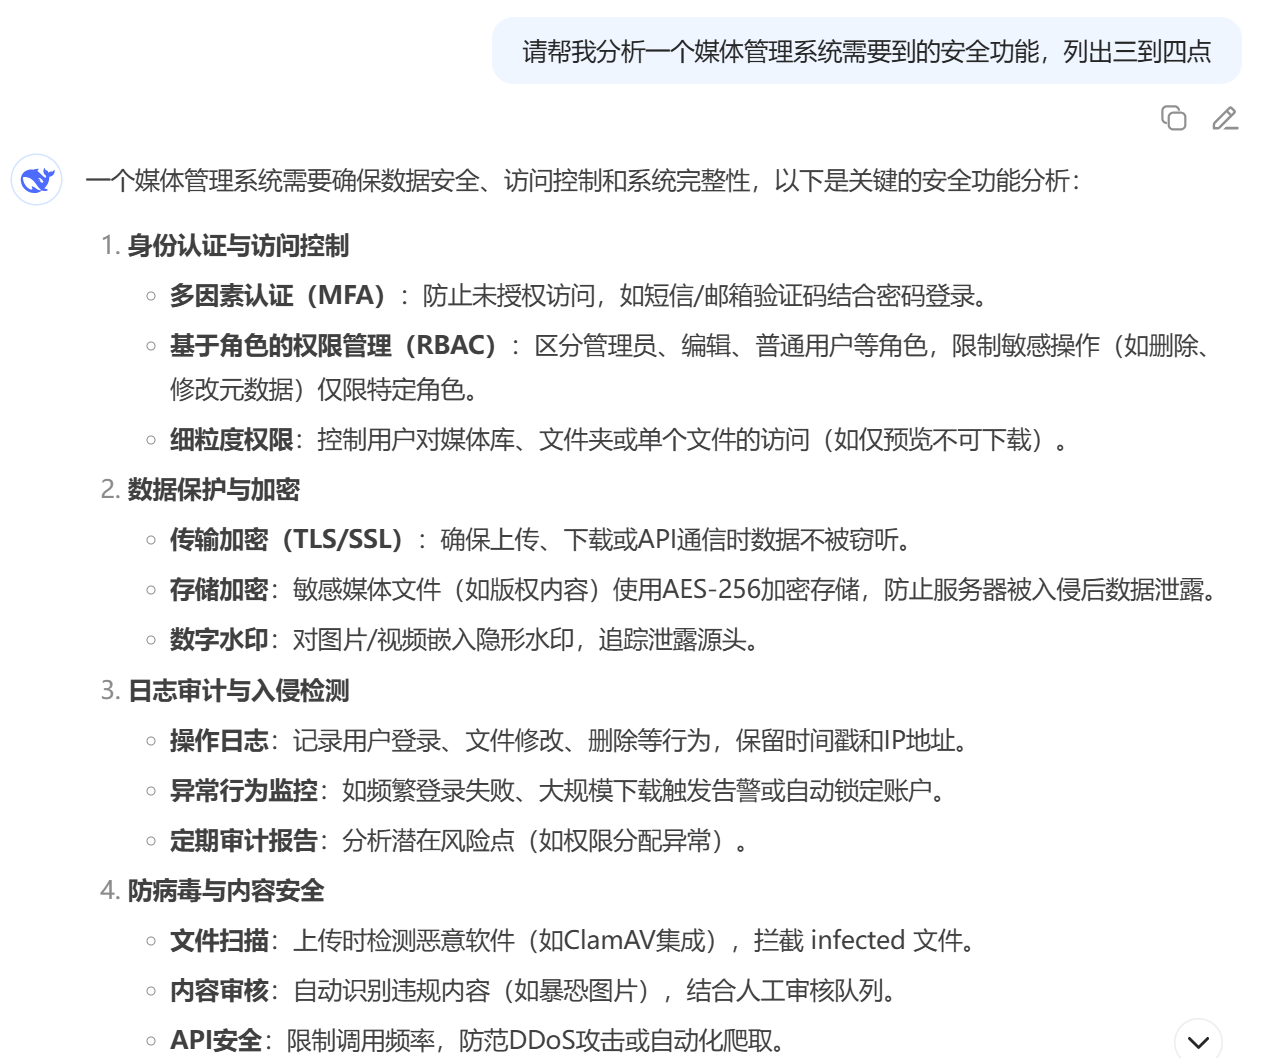 请帮我分析一个媒体管理系统需要到的安全功能，列出三到四点
一个媒体管理系统需要确保数据安全、访问控制和系统完整性，以下是关键的安全功能分析：
1. 身份认证与访问控制
多因素认证（MFA）：防止未授权访问，如短信/邮箱验证码结合密码登录。
基于角色的权限管理（RBAC）：区分管理员、编辑、普通用户等角色，限制敏感操作（如删除、
修改元数据）仅限特定角色。
细粒度权限：控制用户对媒体库、文件夹或单个文件的访问（如仅预览不可下载）。
2. 数据保护与加密
传输加密（TLS/SSL）：确保上传、下载或API通信时数据不被窃听。
存储加密：敏感媒体文件（如版权内容）使用AES-256加密存储，防止服务器被入侵后数据泄露。
数字水印：对图片/视频嵌入隐形水印，追踪泄露源头。
3. 日志审计与入侵检测
操作日志：记录用户登录、文件修改、删除等行为，保留时间戳和IP地址。
异常行为监控：如频繁登录失败、大规模下载触发告警或自动锁定账户。
定期审计报告：分析潜在风险点（如权限分配异常）。
4. 防病毒与内容安全
文件扫描：上传时检测恶意软件（如ClamAV集成），拦截 infected 文件。
内容审核：自动识别违规内容（如暴恐图片），结合人工审核队列。
API安全：限制调用频率，防范DDoS攻击或自动化爬取。